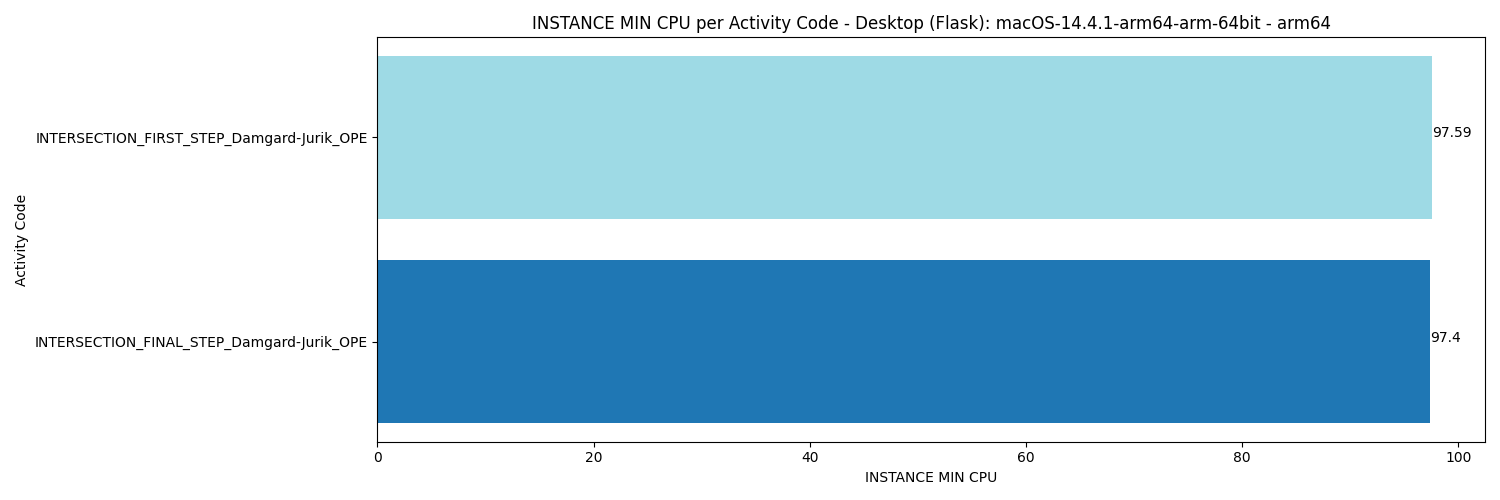 INSTANCE MIN CPU per Activity Code - Desktop (Flask): macOS-14.4.1-arm64-arm-64bit - arm64
Activity Code
INTERSECTION_FIRST_STEP_Damgard-Jurik_OPE
97.59
INTERSECTION_FINAL_STEP_Damgard-Jurik_OPE
97.4
0 20 40 60 80 100
INSTANCE MIN CPU